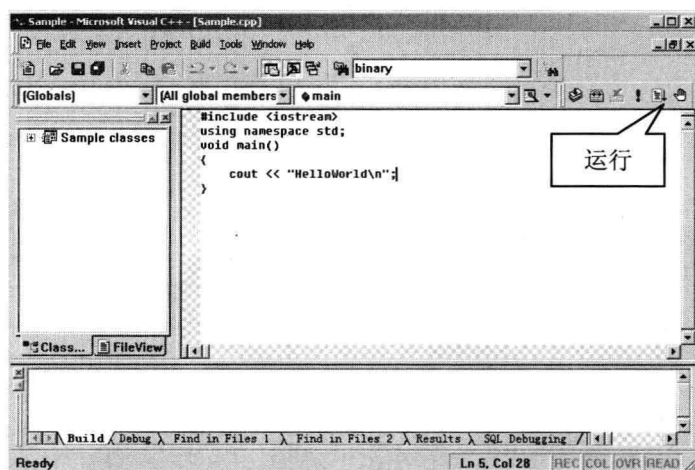 Sample - Microsoft Visual C++ - [Sample.cpp]
File Edit View Insert Project Build Tools Window Help
binary
(Globals) (All global members main
Sample classes
#include <iostream>
using namespace std;
void main()
{
cout << "HelloWorld\n";
}
运行
Class... FileView
Build Debug Find in Files 1 Find in Files 2 Results SQL Debugging
Ready Ln 5, Col 28 REC COL OVR READ